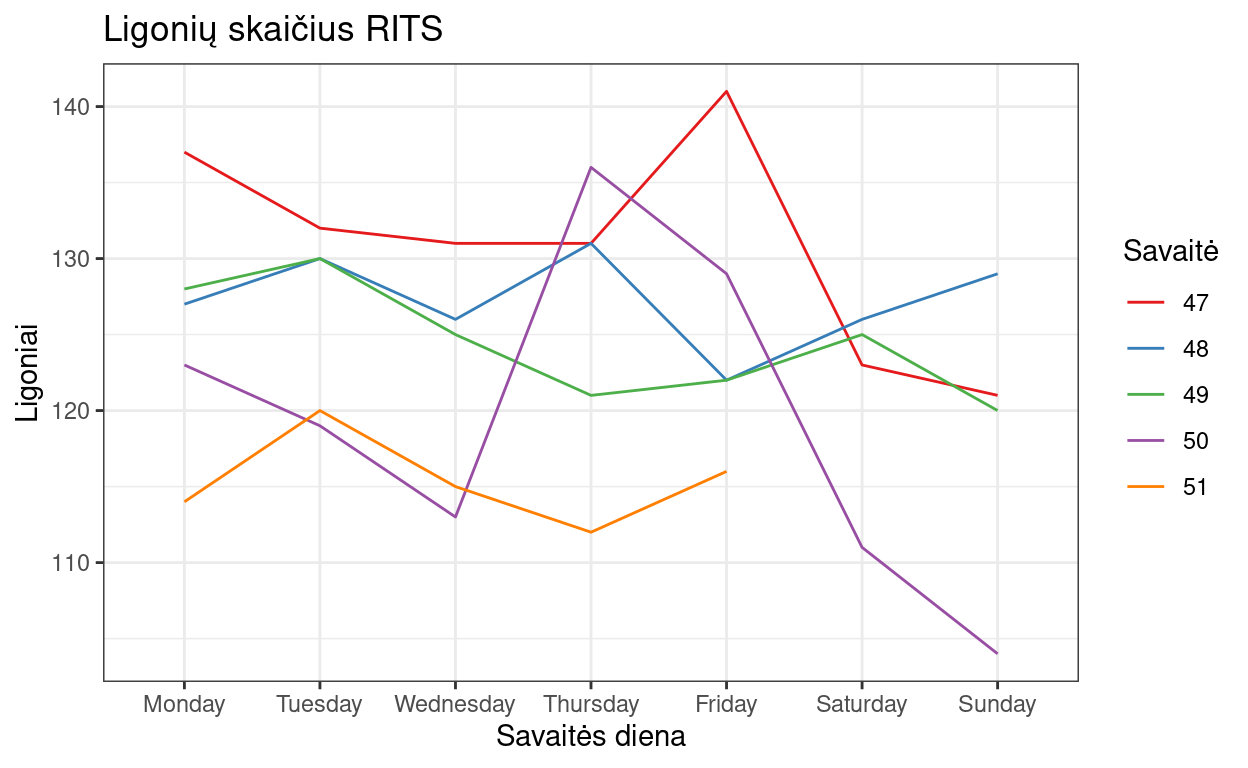 Ligonių skaičius RITS
Ligoniai
140
130
120
110
Monday Tuesday Wednesday Thursday Friday Saturday Sunday
Savaitės diena
Savaitė
47
48
49
50
51